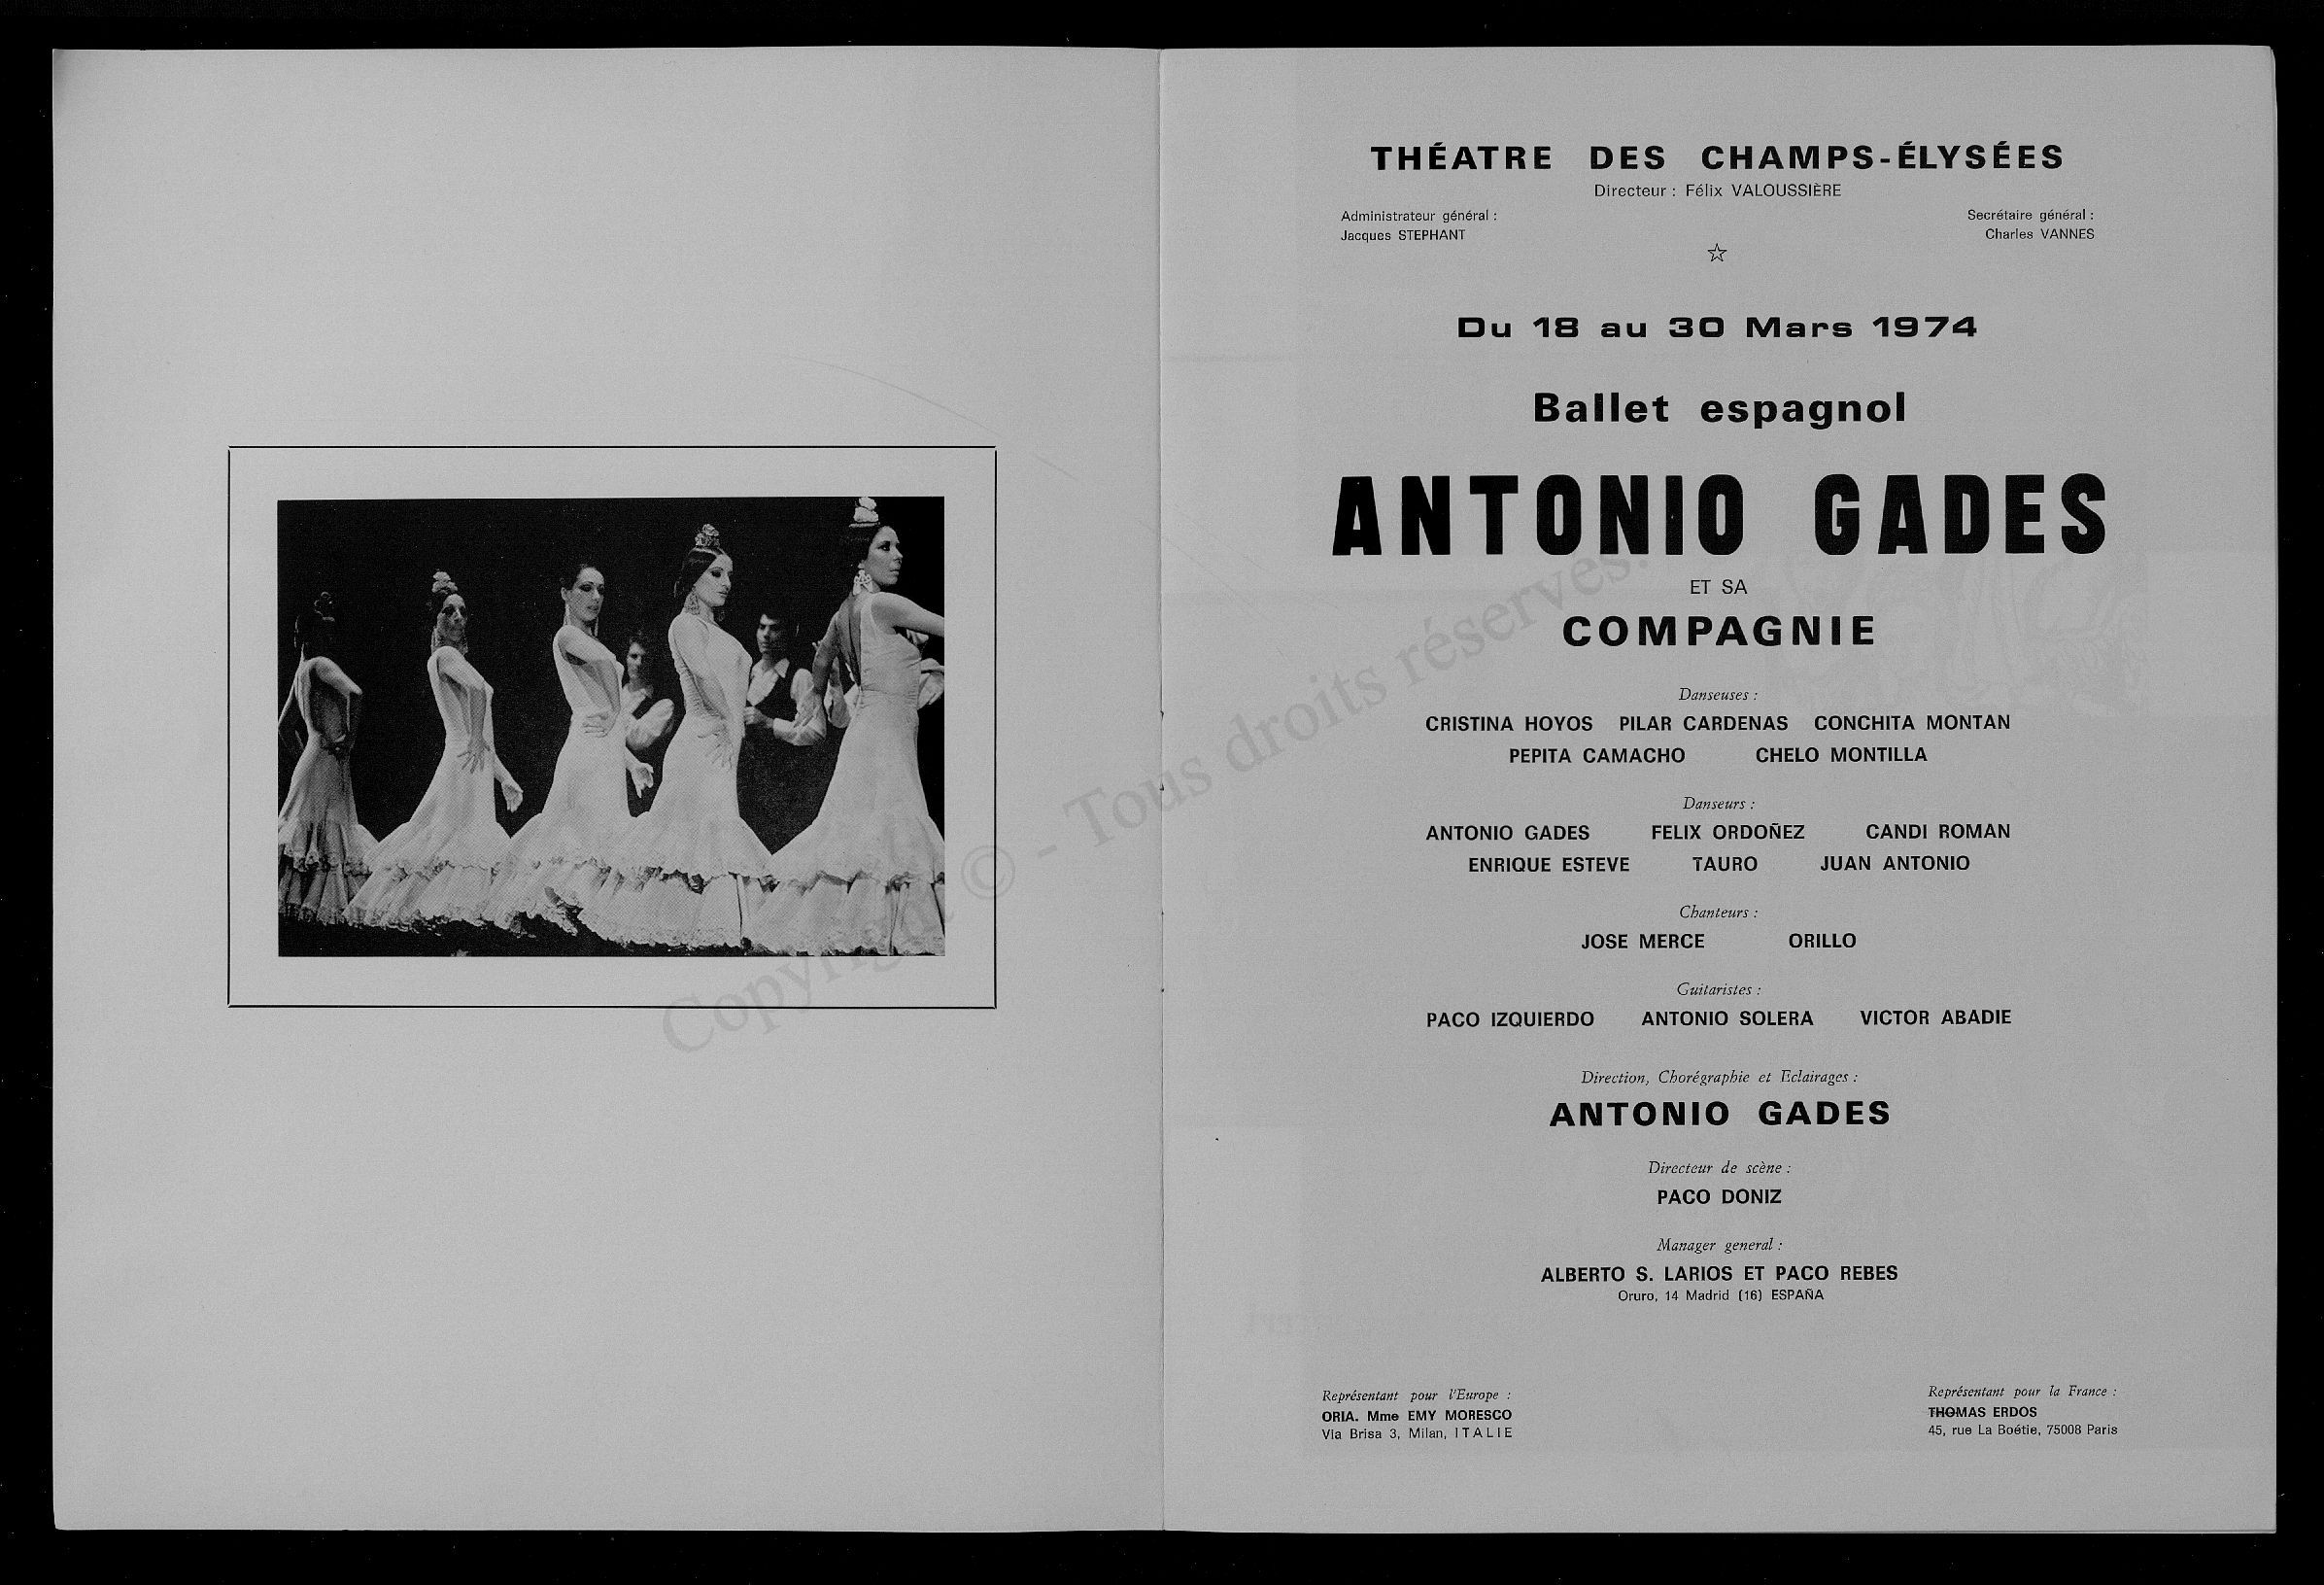 THÉATRE DES CHAMPS-ÉLYSÉES
Directeur : Félix VALOUSSIÈRE
Administrateur général :
Jacques STEPHANT
Secrétaire général :
Charles VANNES
Du 18 au 30 Mars 1974
Ballet espagnol
ANTONIO GADES
ET SA
COMPAGNIE
Danseuses :
CRISTINA HOYOS PILAR CARDENAS CONCHITA MONTAN
PEPITA CAMACHO CHELO MONTILLA
Danseurs :
ANTONIO GADES FELIX ORDOÑEZ CANDI ROMAN
ENRIQUE ESTEVE TAURO JUAN ANTONIO
Chanteurs :
JOSE MERCE ORILLO
Guitaristes :
PACO IZQUIERDO ANTONIO SOLERA VICTOR ABADIE
Direction, Chorégraphie et Eclairages :
ANTONIO GADES
Directeur de scène :
PACO DONIZ
Manager general :
ALBERTO S. LARIOS ET PACO REBES
Oruro, 14 Madrid (16) ESPAÑA
Représentant pour l'Europe :
ORIA. Mme EMY MORESCO
Via Brisa 3, Milan, ITALIE
Représentant pour la France :
THOMAS ERDOS
45, rue La Boétie, 75008 Paris
Copyright © - Tous droits réservés.